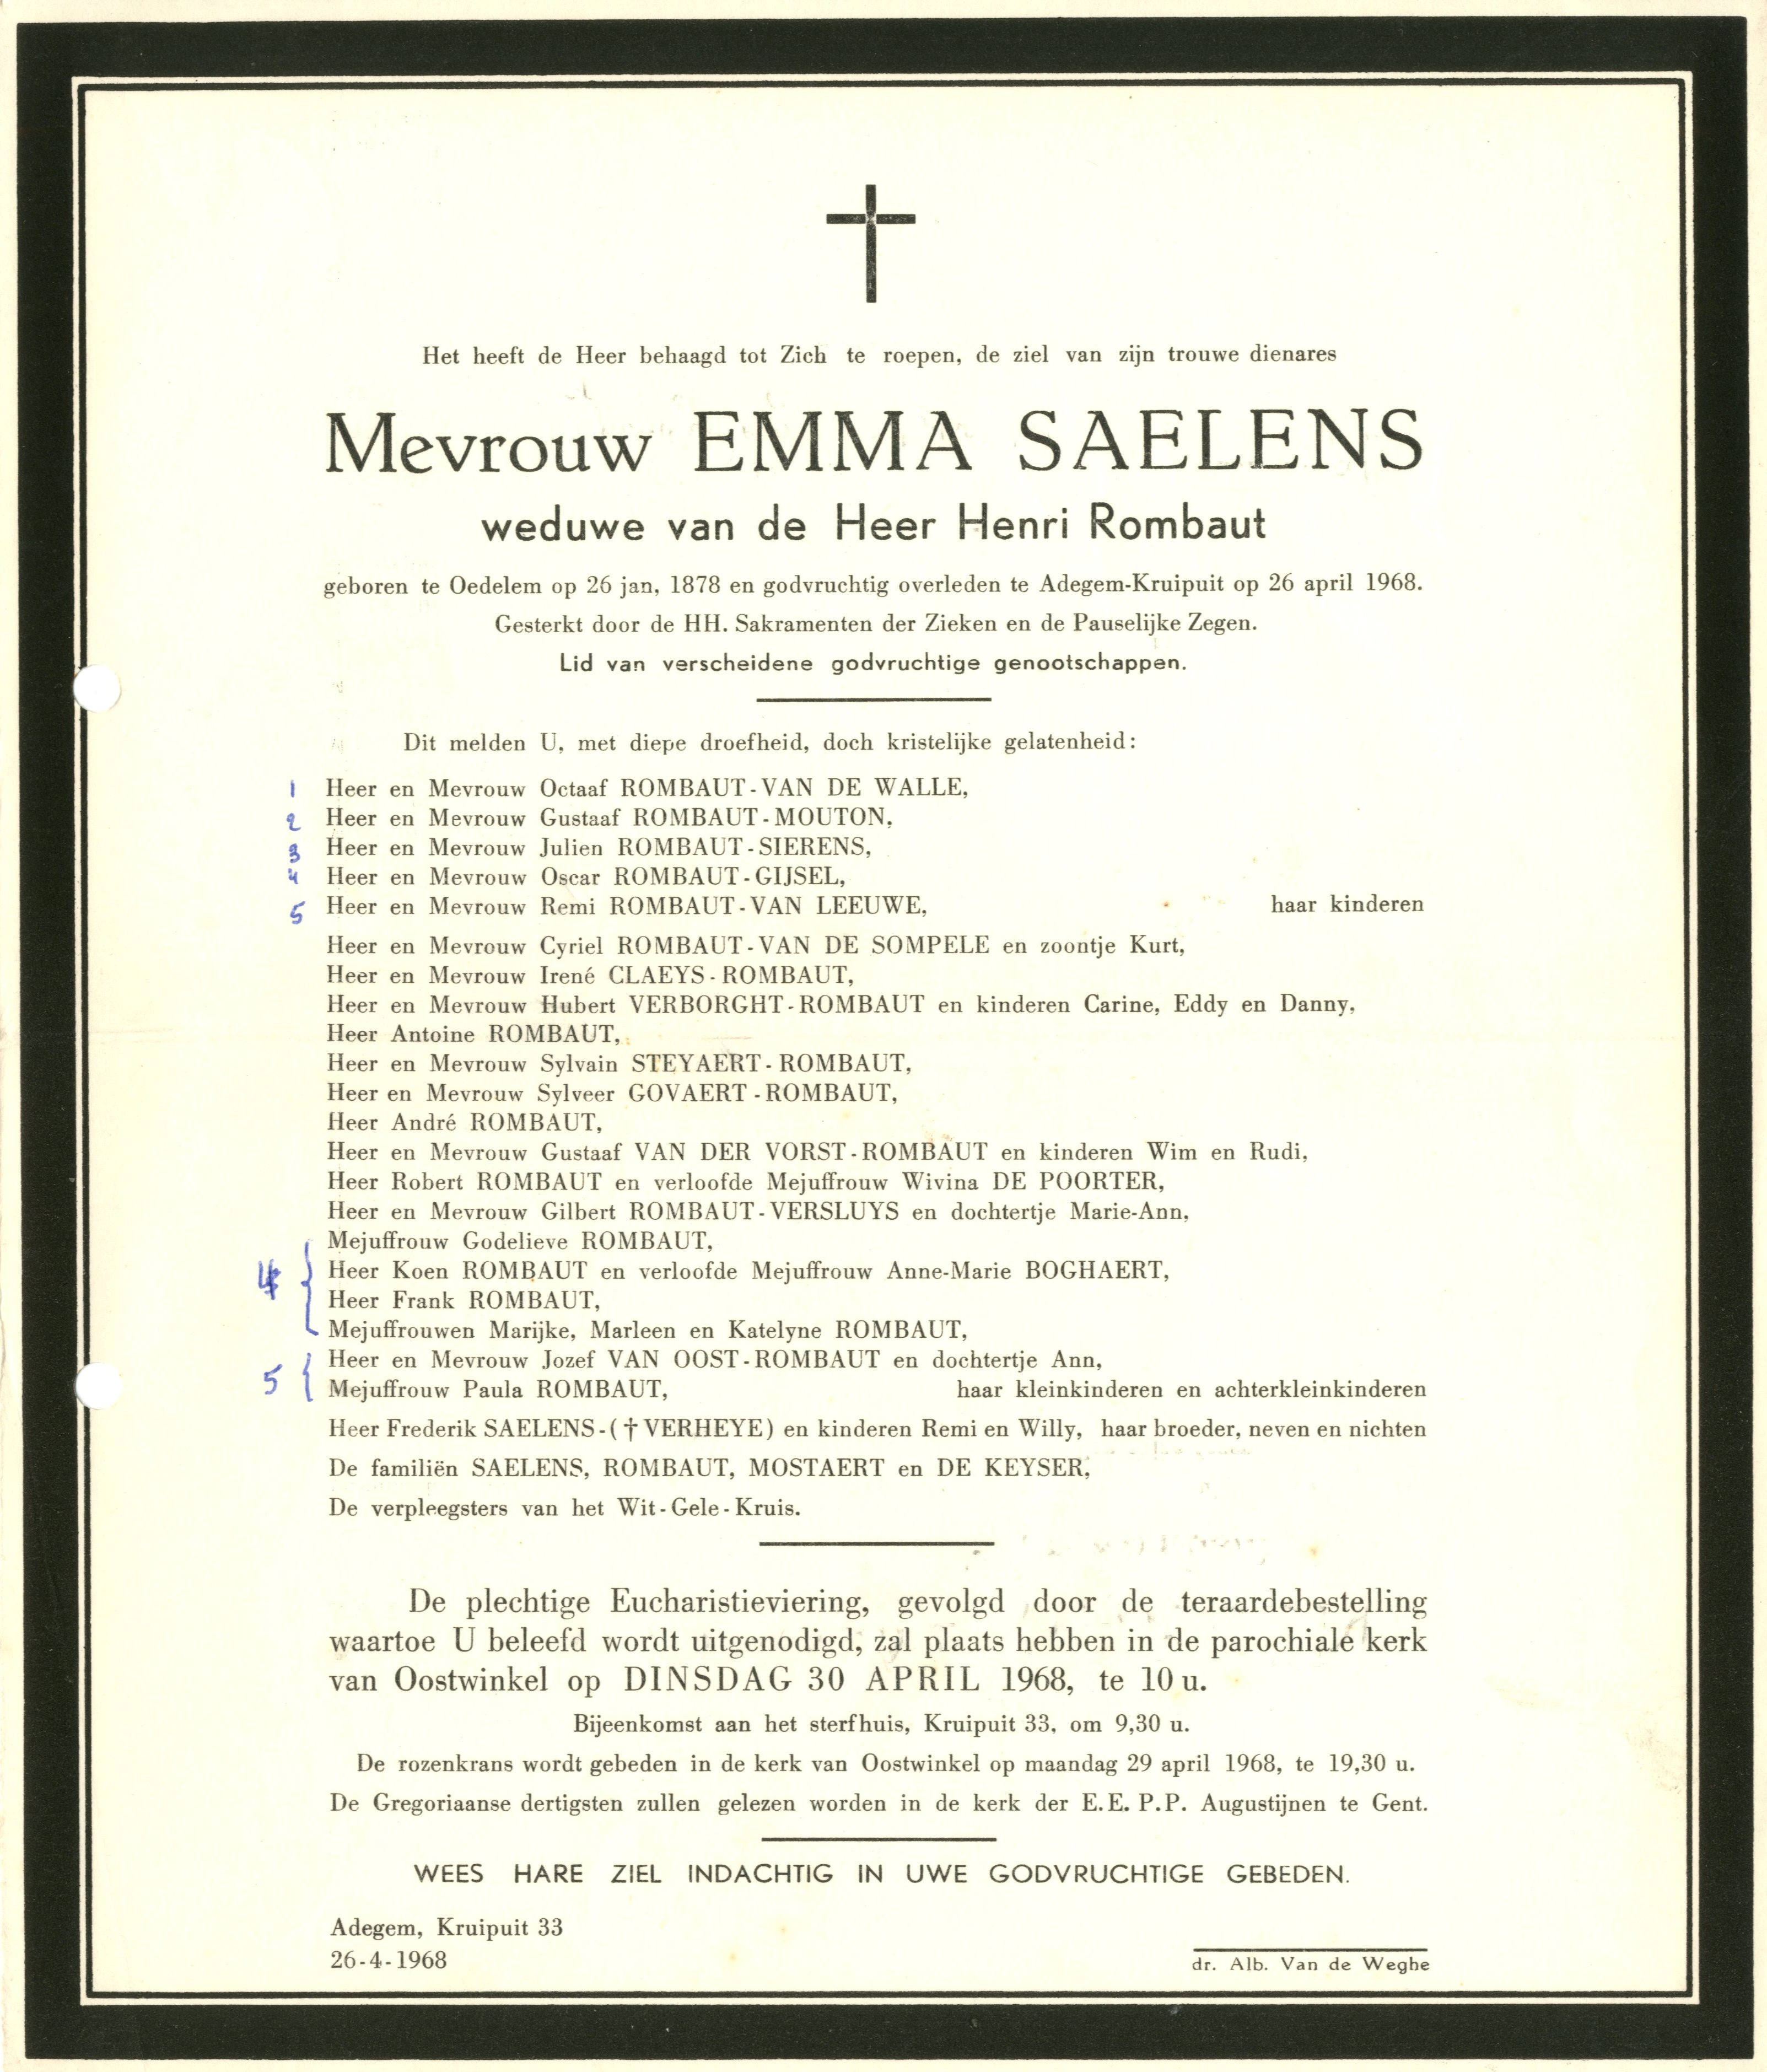 Het heeft de Heer behaagd tot Zich te roepen, de ziel van zijn trouwe dienares
Mevrouw EMMA SAELENS
weduwe van de Heer Henri Rombaut
geboren te Oedelem op 26 jan, 1878 en godvruchtig overleden te Adegem-Kruipuit op 26 april 1968.
Gesterkt door de HH. Sakramenten der Zieken en de Pauselijke Zegen.
Lid van verscheidene godvruchtige genootschappen.
Dit melden U, met diepe droefheid, doch kristelijke gelatenheid:
1 Heer en Mevrouw Octaaf ROMBAUT-VAN DE WALLE,
2 Heer en Mevrouw Gustaaf ROMBAUT-MOUTON,
3 Heer en Mevrouw Julien ROMBAUT-SIERENS,
4 Heer en Mevrouw Oscar ROMBAUT-GIJSEL,
5 Heer en Mevrouw Remi ROMBAUT-VAN LEEUWE, haar kinderen
Heer en Mevrouw Cyriel ROMBAUT-VAN DE SOMPELE en zoontje Kurt,
Heer en Mevrouw Irené CLAEYS-ROMBAUT,
Heer en Mevrouw Hubert VERBORGHT-ROMBAUT en kinderen Carine, Eddy en Danny,
Heer Antoine ROMBAUT,
Heer en Mevrouw Sylvain STEYAERT-ROMBAUT,
Heer en Mevrouw Sylveer GOVAERT-ROMBAUT,
Heer André ROMBAUT,
Heer en Mevrouw Gustaaf VAN DER VORST-ROMBAUT en kinderen Wim en Rudi,
Heer Robert ROMBAUT en verloofde Mejuffrouw Wivina DE POORTER,
Heer en Mevrouw Gilbert ROMBAUT-VERSLUYS en dochtertje Marie-Ann,
Mejuffrouw Godelieve ROMBAUT,
4 Heer Koen ROMBAUT en verloofde Mejuffrouw Anne-Marie BOGHAERT,
Heer Frank ROMBAUT,
Mejuffrouwen Marijke, Marleen en Katelyne ROMBAUT,
Heer en Mevrouw Jozef VAN OOST-ROMBAUT en dochtertje Ann,
5 Mejuffrouw Paula ROMBAUT, haar kleinkinderen en achterkleinkinderen
Heer Frederik SAELENS-(† VERHEYE) en kinderen Remi en Willy, haar broeder, neven en nichten
De familiën SAELENS, ROMBAUT, MOSTAERT en DE KEYSER,
De verpleegsters van het Wit-Gele-Kruis.
De plechtige Eucharistieviering, gevolgd door de teraardebestelling
waartoe U beleefd wordt uitgenodigd, zal plaats hebben in de parochiale kerk
van Oostwinkel op DINSDAG 30 APRIL 1968, te 10 u.
Bijeenkomst aan het sterfhuis, Kruipuit 33, om 9,30 u.
De rozenkrans wordt gebeden in de kerk van Oostwinkel op maandag 29 april 1968, te 19,30 u.
De Gregoriaanse dertigsten zullen gelezen worden in de kerk der E.E. P.P. Augustijnen te Gent.
WEES HARE ZIEL INDACHTIG IN UWE GODVRUCHTIGE GEBEDEN.
Adegem, Kruipuit 33
26-4-1968
dr. Alb. Van de Weghe